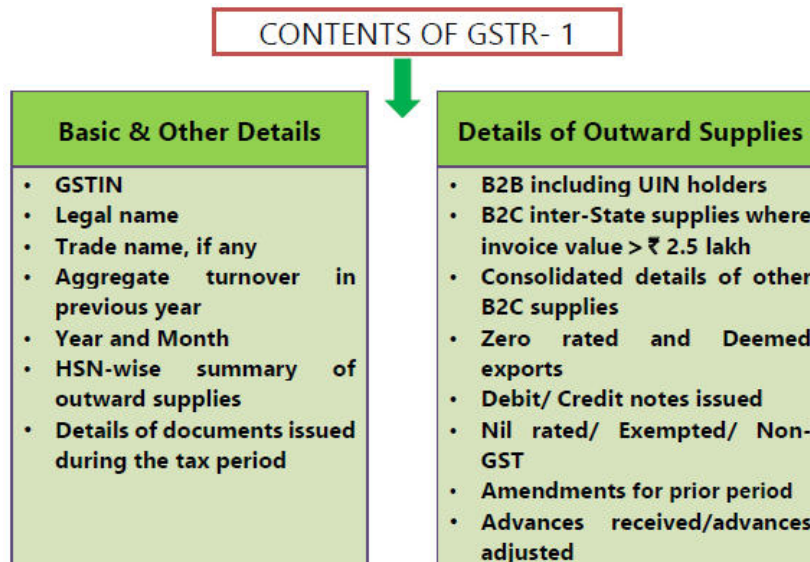 CONTENTS OF GSTR- 1
Basic & Other Details
• GSTIN
• Legal name
• Trade name, if any
• Aggregate turnover in
previous year
• Year and Month
• HSN-wise summary of
outward supplies
• Details of documents issued
during the tax period
Details of Outward Supplies
• B2B including UIN holders
• B2C inter-State supplies where
invoice value > ₹ 2.5 lakh
• Consolidated details of other
B2C supplies
• Zero rated and Deemed
exports
• Debit/ Credit notes issued
• Nil rated/ Exempted/ Non-
GST
• Amendments for prior period
• Advances received/advances
adjusted